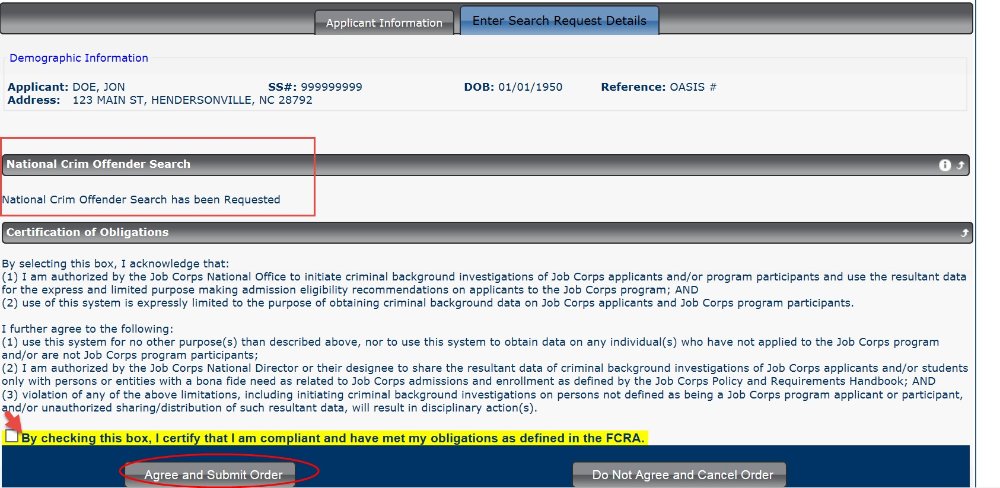 Applicant Information
Enter Search Request Details
Demographic Information
Applicant: DOE, JON SS#: 999999999 DOB: 01/01/1950 Reference: OASIS #
Address: 123 MAIN ST, HENDERSONVILLE, NC 28792
National Crim Offender Search
National Crim Offender Search has been Requested
Certification of Obligations
By selecting this box, I acknowledge that:
(1) I am authorized by the Job Corps National Office to initiate criminal background investigations of Job Corps applicants and/or program participants and use the resultant data
for the express and limited purpose making admission eligibility recommendations on applicants to the Job Corps program; AND
(2) use of this system is expressly limited to the purpose of obtaining criminal background data on Job Corps applicants and Job Corps program participants.
I further agree to the following:
(1) use this system for no other purpose(s) than described above, nor to use this system to obtain data on any individual(s) who have not applied to the Job Corps program
and/or are not Job Corps program participants;
(2) I am authorized by the Job Corps National Director or their designee to share the resultant data of criminal background investigations of Job Corps applicants and/or students
only with persons or entities with a bona fide need as related to Job Corps admissions and enrollment as defined by the Job Corps Policy and Requirements Handbook; AND
(3) violation of any of the above limitations, including initiating criminal background investigations on persons not defined as being a Job Corps program applicant or participant,
and/or unauthorized sharing/distribution of such resultant data, will result in disciplinary action(s).
By checking this box, I certify that I am compliant and have met my obligations as defined in the FCRA.
Agree and Submit Order
Do Not Agree and Cancel Order